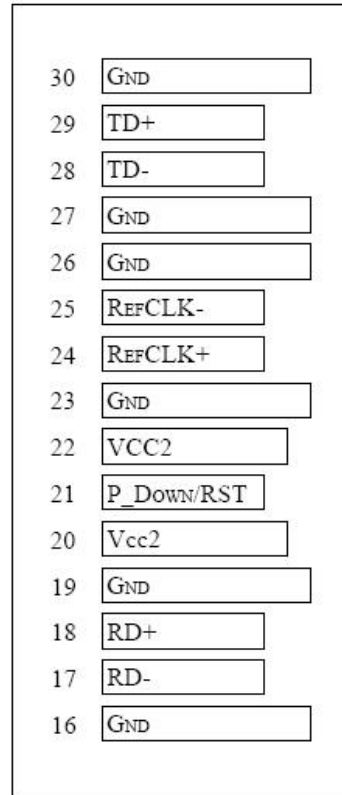 30 GND
29 TD+
28 TD-
27 GND
26 GND
25 REFCLK-
24 REFCLK+
23 GND
22 VCC2
21 P_DOWN/RST
20 Vcc2
19 GND
18 RD+
17 RD-
16 GND